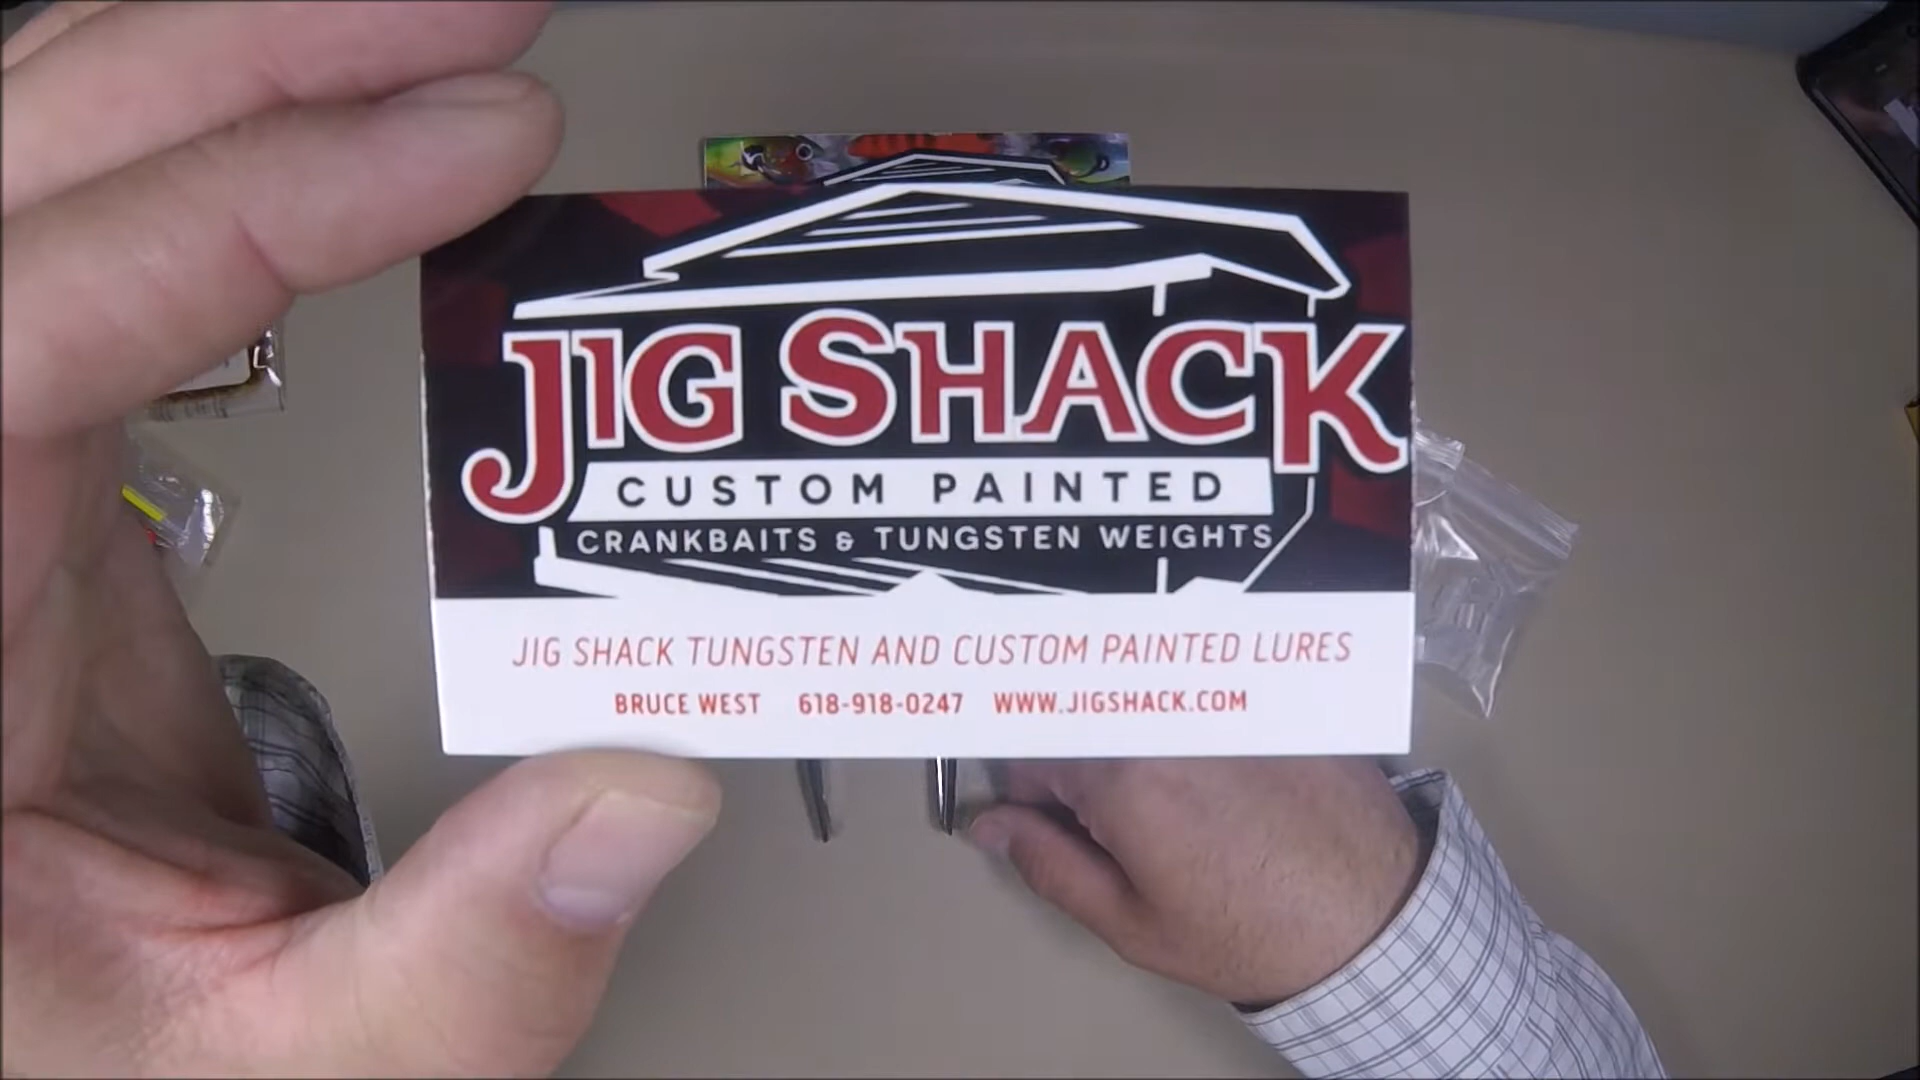 JIG SHACK
CUSTOM PAINTED
CRANKBAITS & TUNGSTEN WEIGHTS
JIG SHACK TUNGSTEN AND CUSTOM PAINTED LURES
BRUCE WEST 618-918-0247 WWW.JIGSHACK.COM